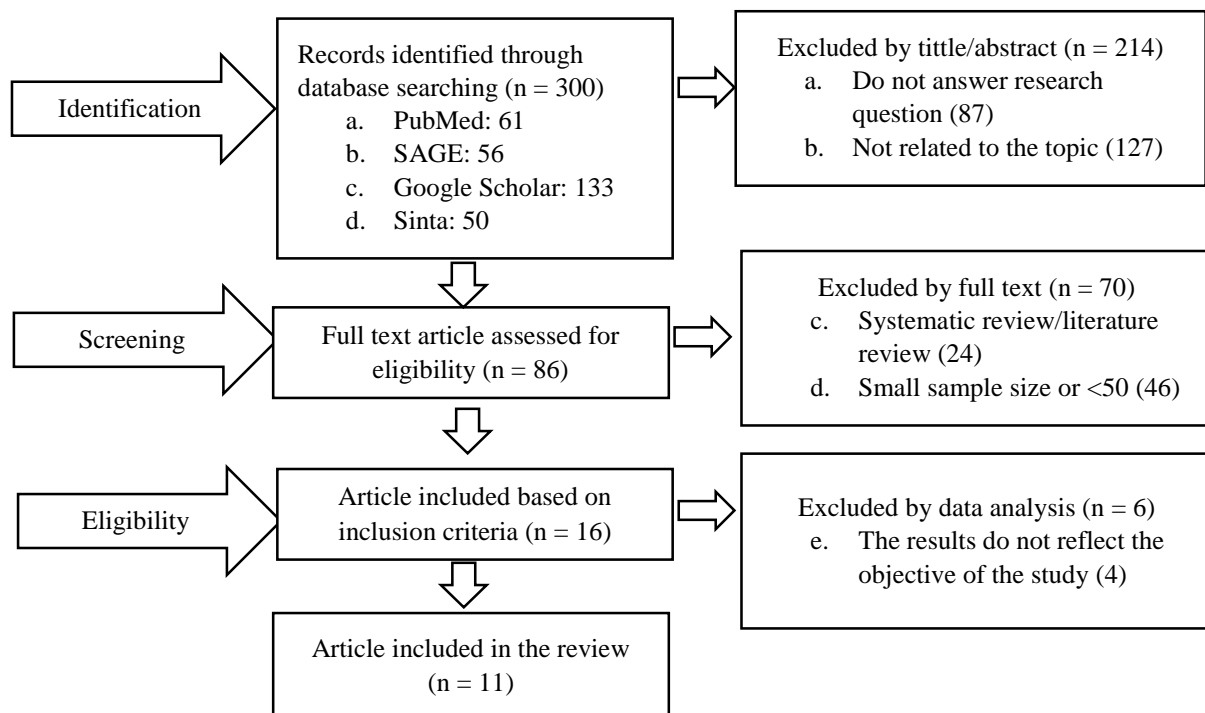 Identification
Records identified through
database searching (n = 300)
a. PubMed: 61
b. SAGE: 56
c. Google Scholar: 133
d. Sinta: 50
Excluded by tittle/abstract (n = 214)
a. Do not answer research
question (87)
b. Not related to the topic (127)
Screening
Full text article assessed for
eligibility (n = 86)
Excluded by full text (n = 70)
c. Systematic review/literature
review (24)
d. Small sample size or <50 (46)
Eligibility
Article included based on
inclusion criteria (n = 16)
Excluded by data analysis (n = 6)
e. The results do not reflect the
objective of the study (4)
Article included in the review
(n = 11)